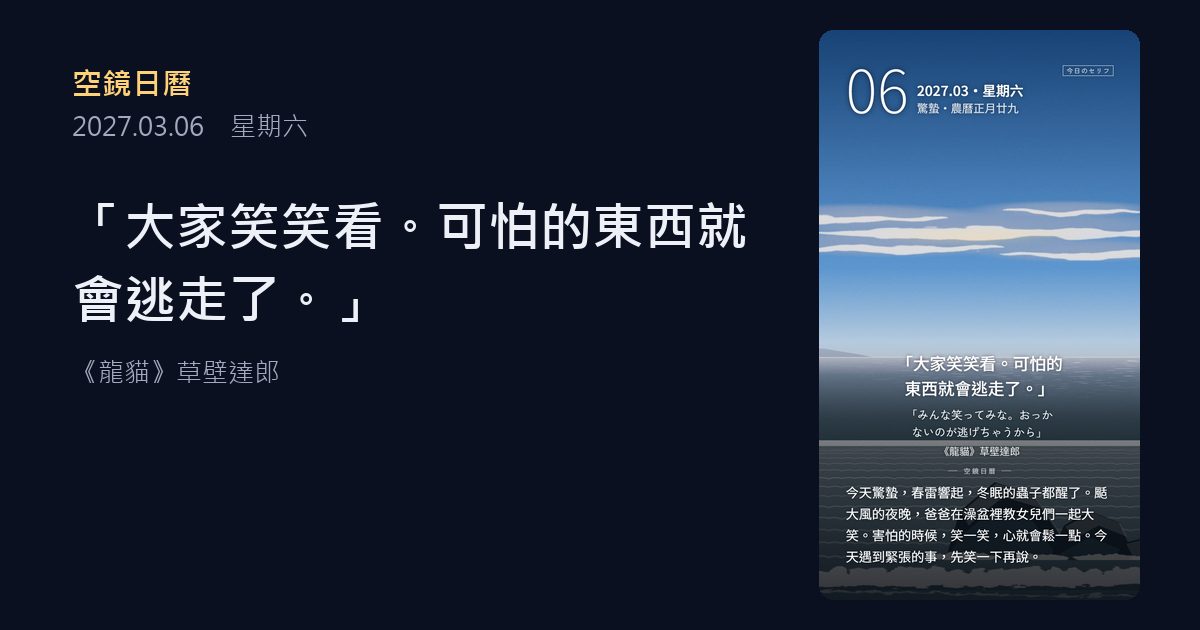 空鏡日曆
2027.03.06　星期六
「大家笑笑看。可怕的東西就
會逃走了。」
《龍貓》草壁達郎
06
2027.03・星期六
驚蟄・農曆正月廿九
今日のセリフ
「大家笑笑看。可怕的
東西就會逃走了。」
「みんな笑ってみな。おっか
ないのが逃げちゃうから」
《龍貓》草壁達郎
— 空鏡日曆 —
今天驚蟄，春雷響起，冬眠的蟲子都醒了。颳
大風的夜晚，爸爸在澡盆裡教女兒們一起大
笑。害怕的時候，笑一笑，心就會鬆一點。今
天遇到緊張的事，先笑一下再說。